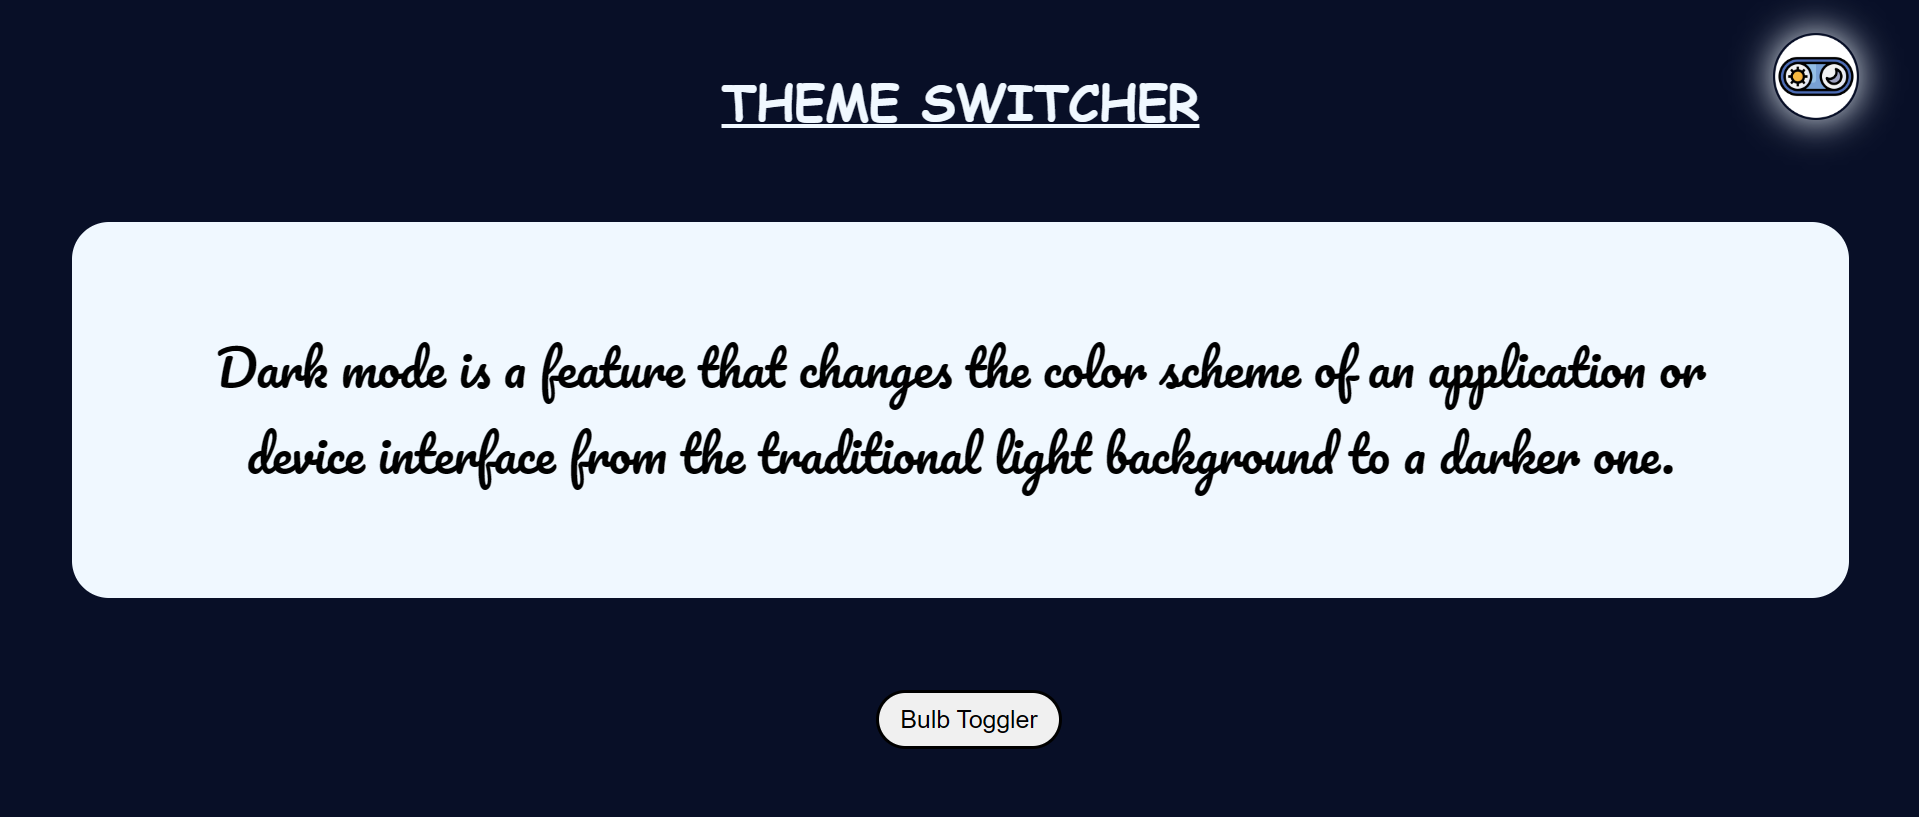 THEME SWITCHER
Dark mode is a feature that changes the color scheme of an application or
device interface from the traditional light background to a darker one.
Bulb Toggler